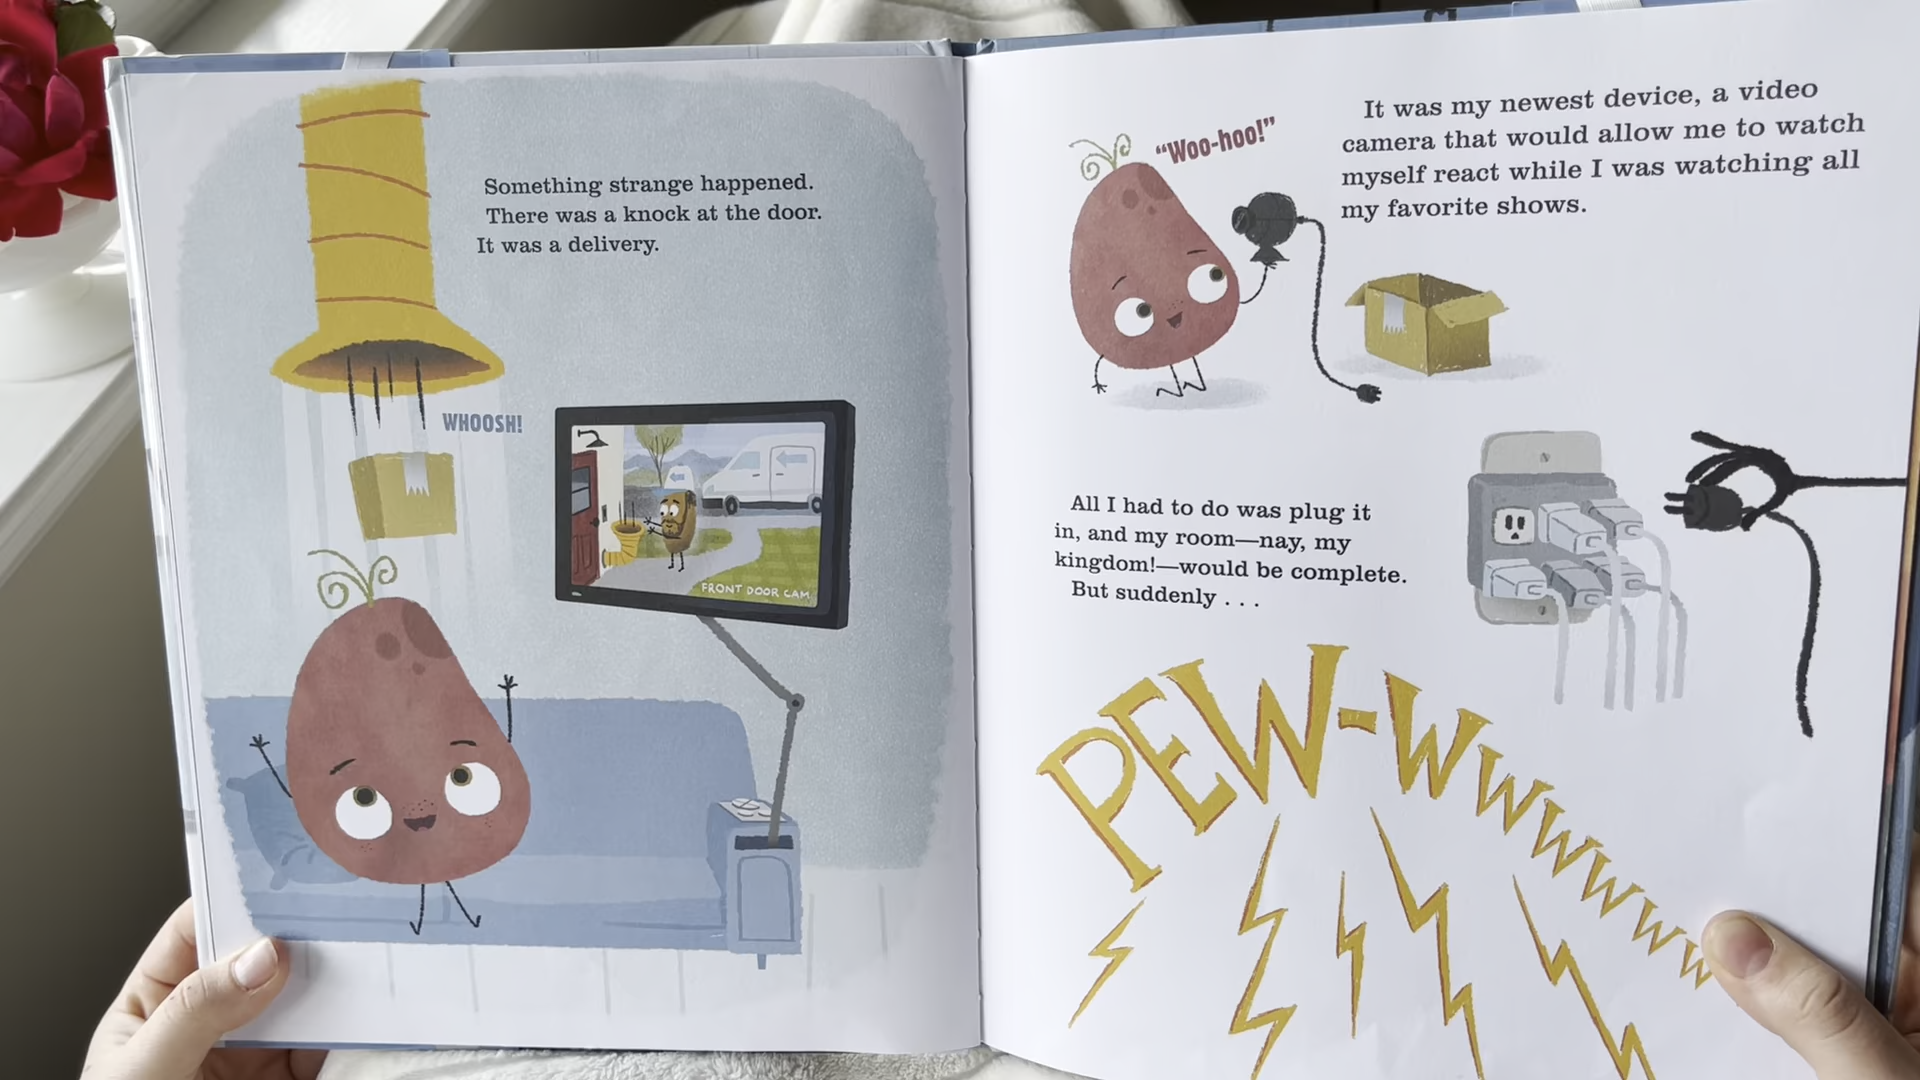 Something strange happened.
There was a knock at the door.
It was a delivery.
WHOOSH!
FRONT DOOR CAM
“Woo-hoo!”
It was my newest device, a video
camera that would allow me to watch
myself react while I was watching all
my favorite shows.
All I had to do was plug it
in, and my room—nay, my
kingdom!—would be complete.
But suddenly . . .
PEW-WWWWWWWW